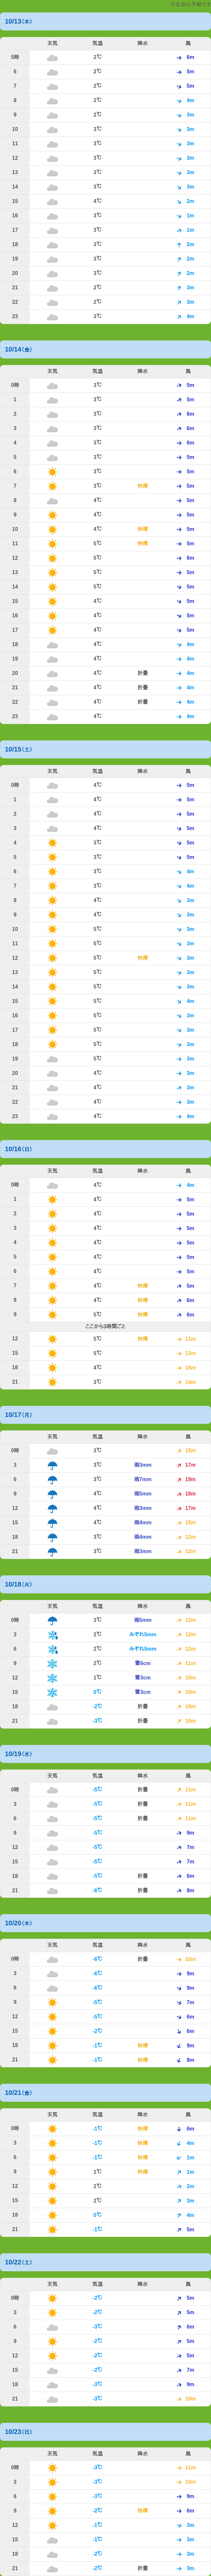 10/13(木)
天気 気温 降水 風
5時 2℃ 6m
6 2℃ 5m
7 2℃ 5m
8 2℃ 4m
9 2℃ 3m
10 3℃ 3m
11 3℃ 3m
12 3℃ 3m
13 3℃ 3m
14 3℃ 3m
15 4℃ 2m
16 3℃ 1m
17 3℃ 1m
18 3℃ 2m
19 3℃ 2m
20 3℃ 2m
21 2℃ 3m
22 2℃ 3m
23 3℃ 4m
10/14(金)
天気 気温 降水 風
0時 3℃ 5m
1 3℃ 5m
2 3℃ 6m
3 3℃ 6m
4 3℃ 6m
5 3℃ 5m
6 3℃ 5m
7 3℃ 快晴 5m
8 4℃ 5m
9 4℃ 5m
10 4℃ 快晴 5m
11 5℃ 快晴 5m
12 5℃ 6m
13 5℃ 5m
14 5℃ 5m
15 4℃ 5m
16 4℃ 5m
17 4℃ 5m
18 4℃ 4m
19 4℃ 4m
20 4℃ 折畳 4m
21 4℃ 折畳 4m
22 4℃ 折畳 4m
23 4℃ 4m
10/15(土)
天気 気温 降水 風
0時 4℃ 5m
1 4℃ 5m
2 4℃ 5m
3 4℃ 5m
4 3℃ 5m
5 3℃ 5m
6 3℃ 4m
7 3℃ 4m
8 4℃ 3m
9 4℃ 3m
10 5℃ 3m
11 5℃ 3m
12 5℃ 快晴 3m
13 5℃ 3m
14 5℃ 3m
15 5℃ 4m
16 5℃ 3m
17 5℃ 3m
18 5℃ 3m
19 5℃ 3m
20 5℃ 3m
21 4℃ 3m
22 4℃ 3m
23 4℃ 4m
10/16(日)
天気 気温 降水 風
0時 4℃ 4m
1 4℃ 5m
2 4℃ 5m
3 4℃ 5m
4 4℃ 5m
5 4℃ 5m
6 4℃ 5m
7 4℃ 快晴 5m
8 4℃ 快晴 6m
9 5℃ 快晴 6m
ここから3時間ごと
12 5℃ 快晴 11m
15 5℃ 13m
18 4℃ 15m
21 3℃ 14m
10/17(月)
天気 気温 降水 風
0時 3℃ 15m
3 3℃ 雨3mm 17m
6 3℃ 雨7mm 19m
9 4℃ 雨5mm 18m
12 4℃ 雨3mm 17m
15 4℃ 雨4mm 15m
18 3℃ 雨4mm 12m
21 3℃ 雨3mm 12m
10/18(火)
天気 気温 降水 風
0時 3℃ 雨5mm 12m
3 2℃ みぞれ5mm 12m
6 2℃ みぞれ5mm 12m
9 2℃ 雪6cm 11m
12 1℃ 雪3cm 10m
15 0℃ 雪3cm 10m
18 -2℃ 折畳 10m
21 -3℃ 折畳 10m
10/19(水)
天気 気温 降水 風
0時 -5℃ 折畳 11m
3 -5℃ 折畳 11m
6 -5℃ 折畳 11m
9 -5℃ 9m
12 -5℃ 7m
15 -5℃ 7m
18 -5℃ 折畳 6m
21 -6℃ 折畳 8m
10/20(木)
天気 気温 降水 風
0時 -6℃ 折畳 10m
3 -6℃ 9m
6 -6℃ 9m
9 -5℃ 7m
12 -5℃ 6m
15 -2℃ 6m
18 -1℃ 快晴 9m
21 -1℃ 快晴 8m
10/21(金)
天気 気温 降水 風
0時 -1℃ 快晴 6m
3 -1℃ 快晴 4m
6 -1℃ 快晴 1m
9 1℃ 快晴 1m
12 2℃ 2m
15 2℃ 3m
18 0℃ 4m
21 -1℃ 5m
10/22(土)
天気 気温 降水 風
0時 -2℃ 5m
3 -2℃ 5m
6 -3℃ 6m
9 -2℃ 5m
12 -2℃ 5m
15 -2℃ 7m
18 -3℃ 9m
21 -3℃ 10m
10/23(日)
天気 気温 降水 風
0時 -3℃ 11m
3 -3℃ 10m
6 -3℃ 9m
9 -2℃ 快晴 6m
12 -1℃ 3m
15 -1℃ 3m
18 -2℃ 3m
21 -2℃ 折畳 3m